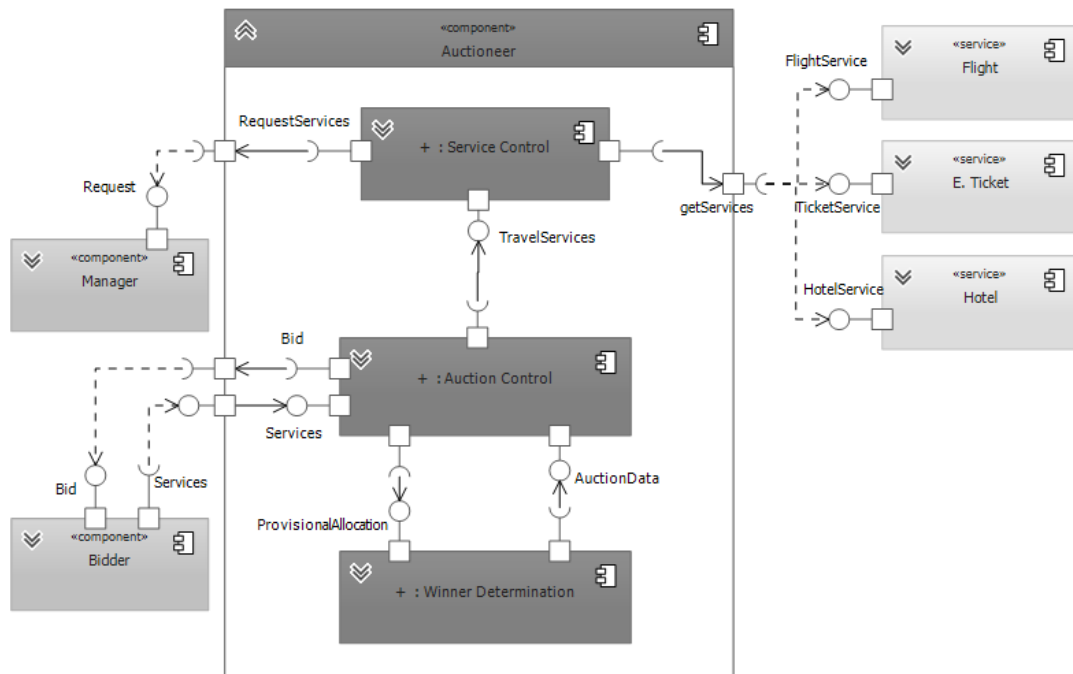 «component»
Auctioneer
RequestServices
+ : Service Control
FlightService
«service»
Flight
Request
getServices
«service»
E. Ticket
TicketService
TravelServices
«component»
Manager
HotelService
«service»
Hotel
Bid
+ : Auction Control
Services
Bid
Services
AuctionData
ProvisionalAllocation
«component»
Bidder
+ : Winner Determination